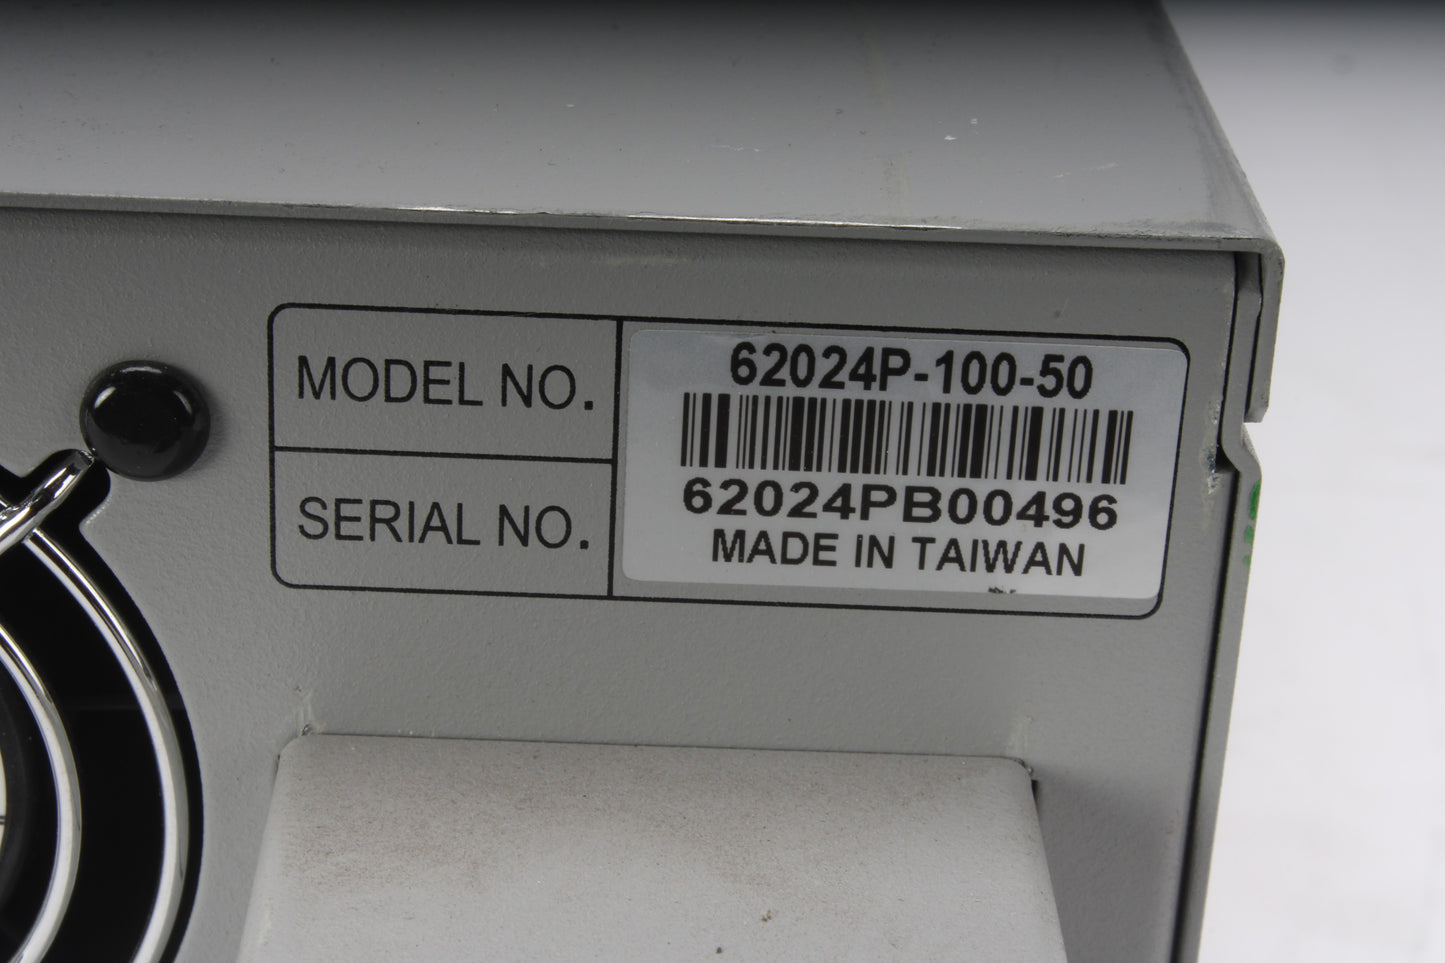 MODEL NO.
62024P-100-50
SERIAL NO.
62024PB00496
MADE IN TAIWAN